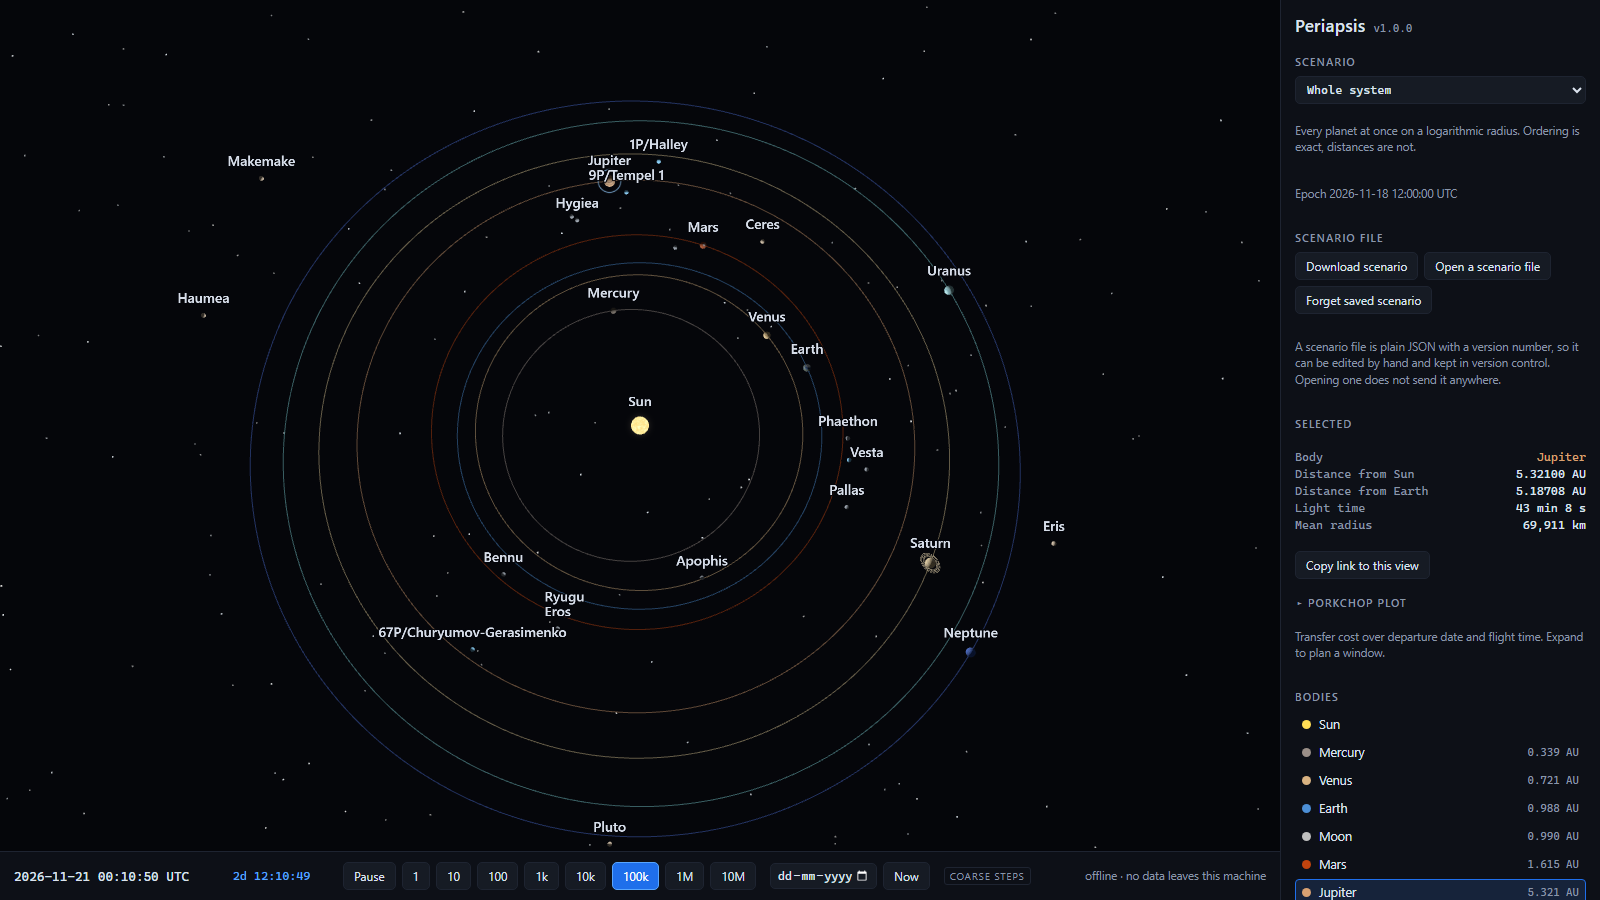 Periapsis v1.0.0
SCENARIO
Whole system
Every planet at once on a logarithmic radius. Ordering is
exact, distances are not.
Epoch 2026-11-18 12:00:00 UTC
SCENARIO FILE
Download scenario
Open a scenario file
Forget saved scenario
A scenario file is plain JSON with a version number, so it
can be edited by hand and kept in version control.
Opening one does not send it anywhere.
SELECTED
Body Jupiter
Distance from Sun 5.32100 AU
Distance from Earth 5.18708 AU
Light time 43 min 8 s
Mean radius 69,911 km
Copy link to this view
PORKCHOP PLOT
Transfer cost over departure date and flight time. Expand
to plan a window.
BODIES
Sun
Mercury 0.339 AU
Venus 0.721 AU
Earth 0.988 AU
Moon 0.990 AU
Mars 1.615 AU
Jupiter 5.321 AU
1P/Halley
Makemake
Jupiter
9P/Tempel 1
Hygiea
Mars
Ceres
Uranus
Mercury
Haumea
Venus
Earth
Sun
Phaethon
Vesta
Pallas
Eris
Saturn
Bennu
Apophis
Ryugu
Eros
67P/Churyumov-Gerasimenko
Neptune
Pluto
2026-11-21 00:10:50 UTC
2d 12:10:49
Pause
1
10
100
1k
10k
100k
1M
10M
dd-mm-yyyy
Now
COARSE STEPS
offline · no data leaves this machine